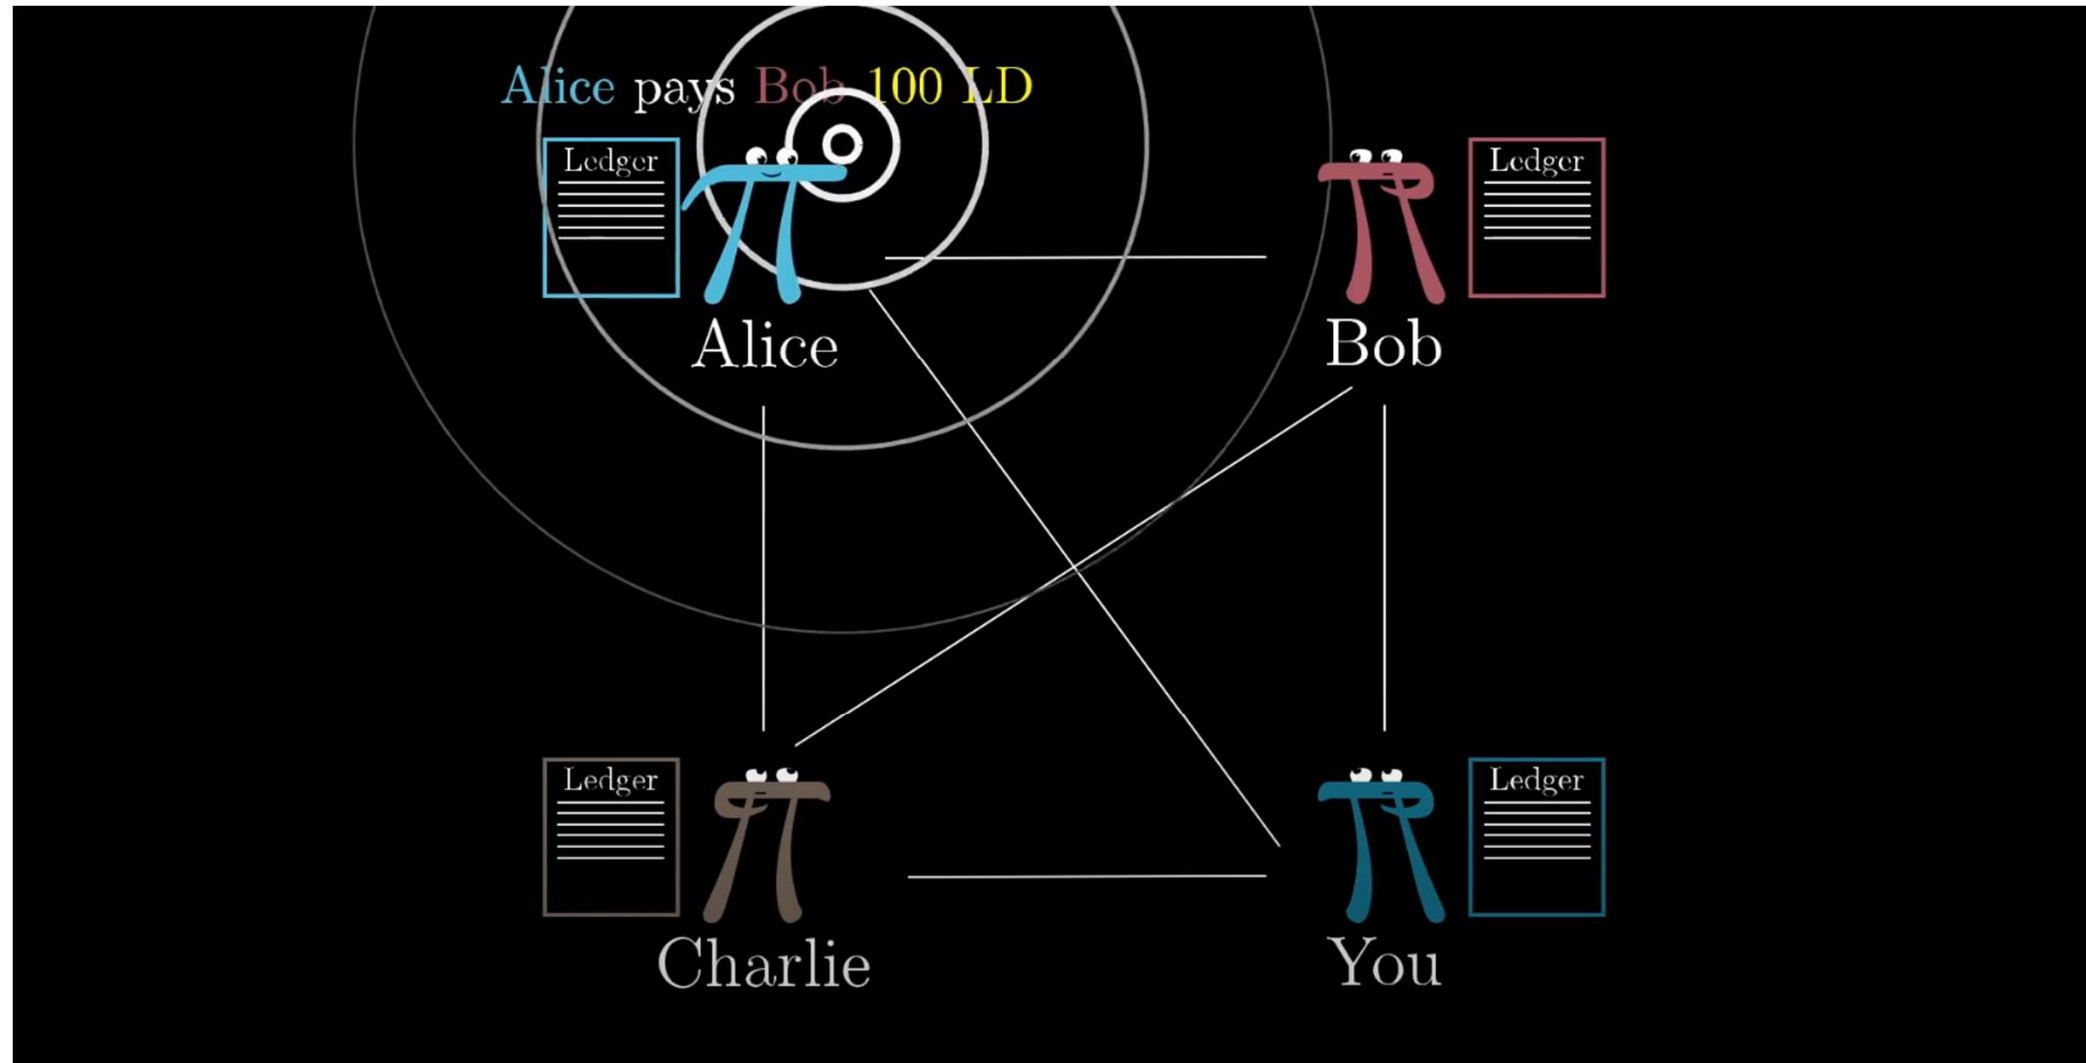 Alice pays Bob 100 LD
Ledger
Ledger
Alice
Bob
Ledger
Ledger
Charlie
You